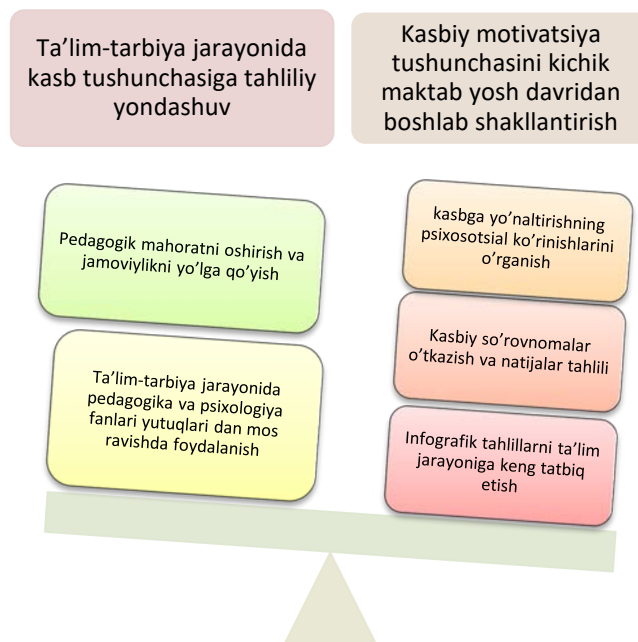 Ta’lim-tarbiya jarayonida
kasb tushunchasiga tahliliy
yondashuv
Kasbiy motivatsiya
tushunchasini kichik
maktab yosh davridan
boshlab shakllantirish
Pedagogik mahoratni oshirish va
jamoviylikni yo’lga qo’yish
Ta’lim-tarbiya jarayonida
pedagogika va psixologiya
fanlari yutuqlari dan mos
ravishda foydalanish
kasbga yo’naltirishning
psixosotsial ko’rinishlarini
o’rganish
Kasbiy so’rovnomalar
o’tkazish va natijalar tahlili
Infografik tahlillarni ta’lim
jarayoniga keng tatbiq
etish